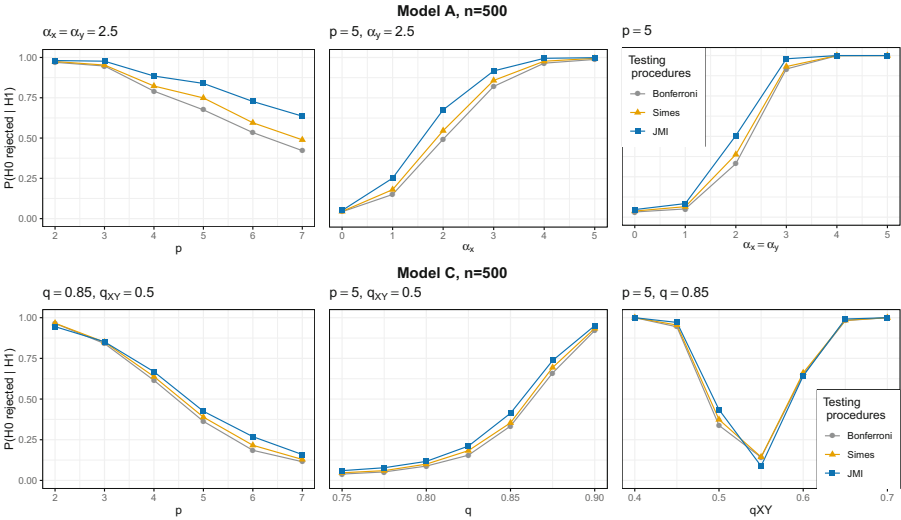 Model A, n=500
αx = αy = 2.5
p = 5, αy = 2.5
p = 5
P(H0 rejected | H1)
1.00
0.75
0.50
0.25
0.00
2 3 4 5 6 7
p
0 1 2 3 4 5
αx
Testing
procedures
Bonferroni
Simes
JMI
0 1 2 3 4 5
αx = αy
Model C, n=500
q = 0.85, qXY = 0.5
p = 5, qXY = 0.5
p = 5, q = 0.85
P(H0 rejected | H1)
1.00
0.75
0.50
0.25
0.00
2 3 4 5 6 7
p
0.75 0.80 0.85 0.90
q
Testing
procedures
Bonferroni
Simes
JMI
0.4 0.5 0.6 0.7
qXY